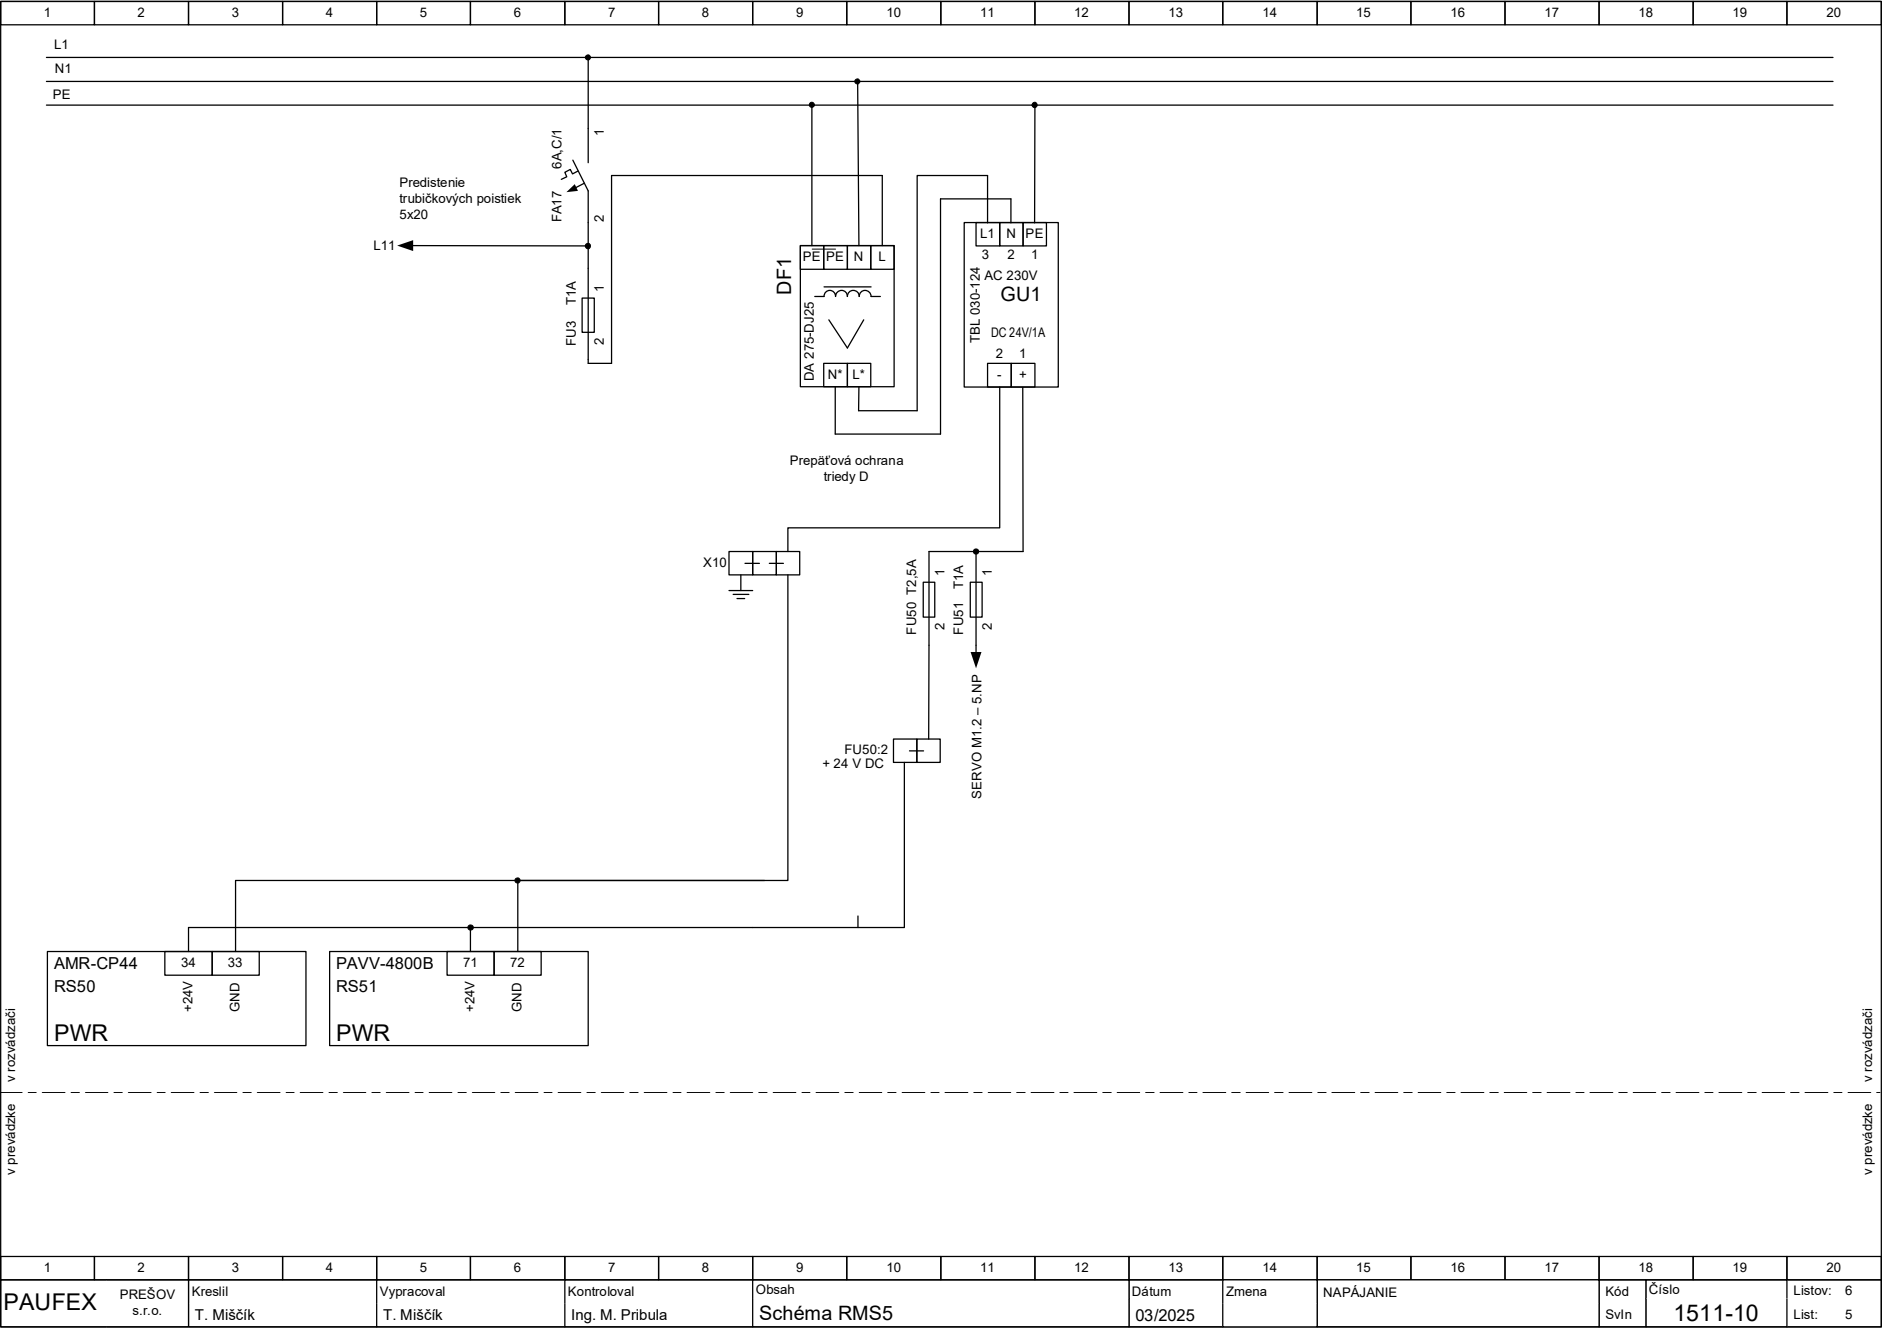 1 2 3 4 5 6 7 8 9 10 11 12 13 14 15 16 17 18 19 20
L1
N1
PE
FA17 6A,C/1
1
2
Predistenie
trubičkových poistiek
5x20
L11
FU3 T1A
1
2
DF1
PE PE N L
DA 275-DJ25
N* L*
Prepäťová ochrana
triedy D
L1 N PE
3 2 1
AC 230V
GU1
TBL 030-124
DC 24V/1A
2 1
- +
X10
FU50 T2,5A
1
2
FU51 T1A
1
2
SERVO M1.2 – 5.NP
FU50:2
+ 24 V DC
AMR-CP44
34 33
RS50
+24V
GND
PWR
PAVV-4800B
71 72
RS51
+24V
GND
PWR
v rozvádzači
v rozvádzači
v prevádzke
v prevádzke
1 2 3 4 5 6 7 8 9 10 11 12 13 14 15 16 17 18 19 20
PAUFEX
PREŠOV
s.r.o.
Kreslil
T. Miščík
Vypracoval
T. Miščík
Kontroloval
Ing. M. Pribula
Obsah
Schéma RMS5
Dátum
03/2025
Zmena
NAPÁJANIE
Kód
Svln
Číslo
1511-10
Listov: 6
List: 5